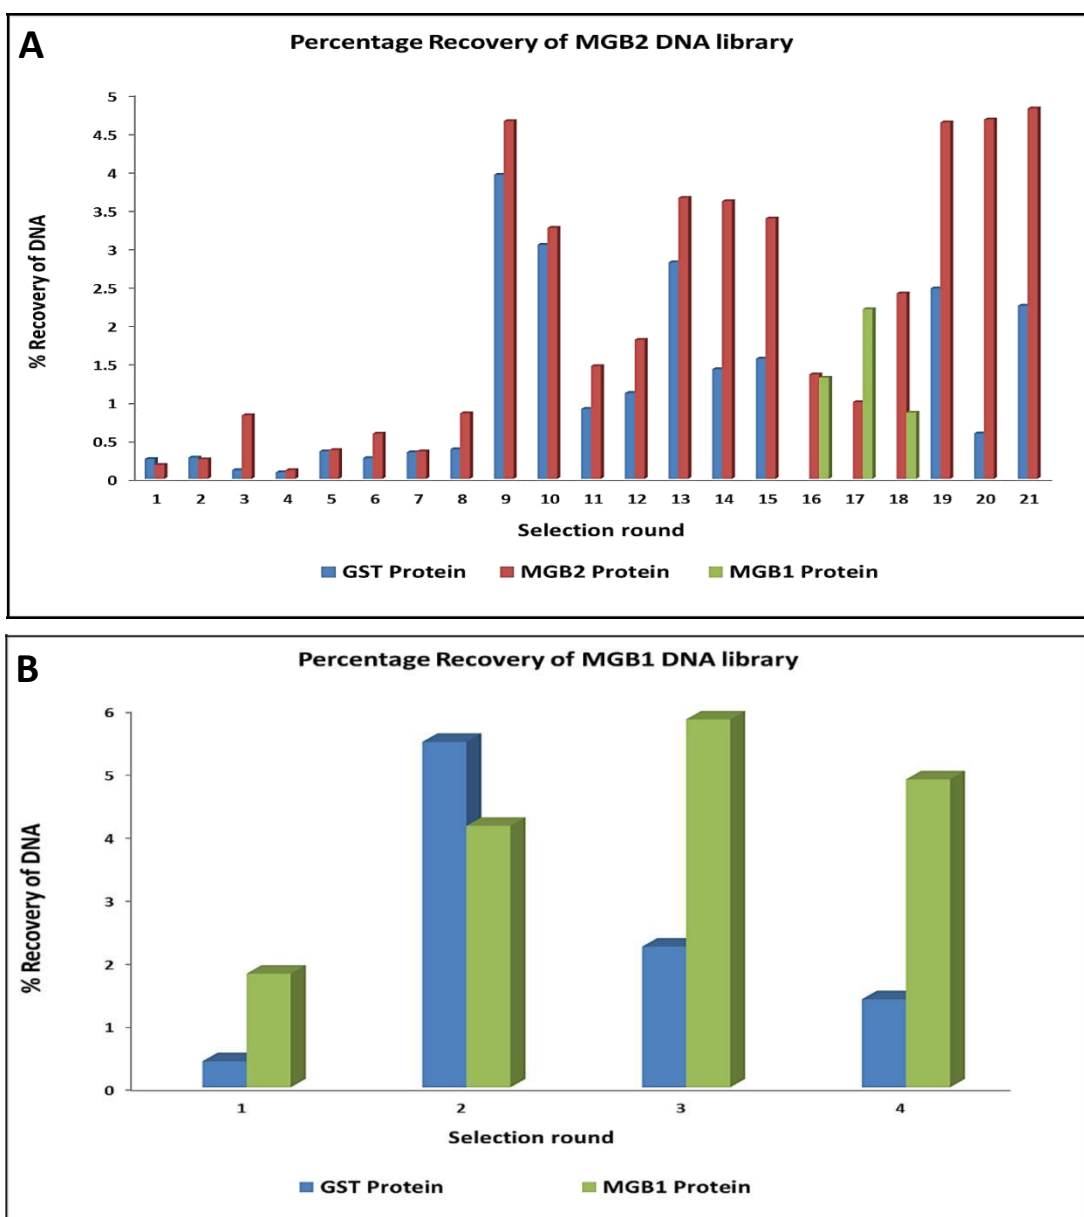 A
Percentage Recovery of MGB2 DNA library
5
4.5
4
3.5
3
2.5
2
1.5
1
0.5
0
% Recovery of DNA
1 2 3 4 5 6 7 8 9 10 11 12 13 14 15 16 17 18 19 20 21
Selection round
GST Protein MGB2 Protein MGB1 Protein
B
Percentage Recovery of MGB1 DNA library
6
5
4
3
2
1
0
% Recovery of DNA
1 2 3 4
Selection round
GST Protein MGB1 Protein